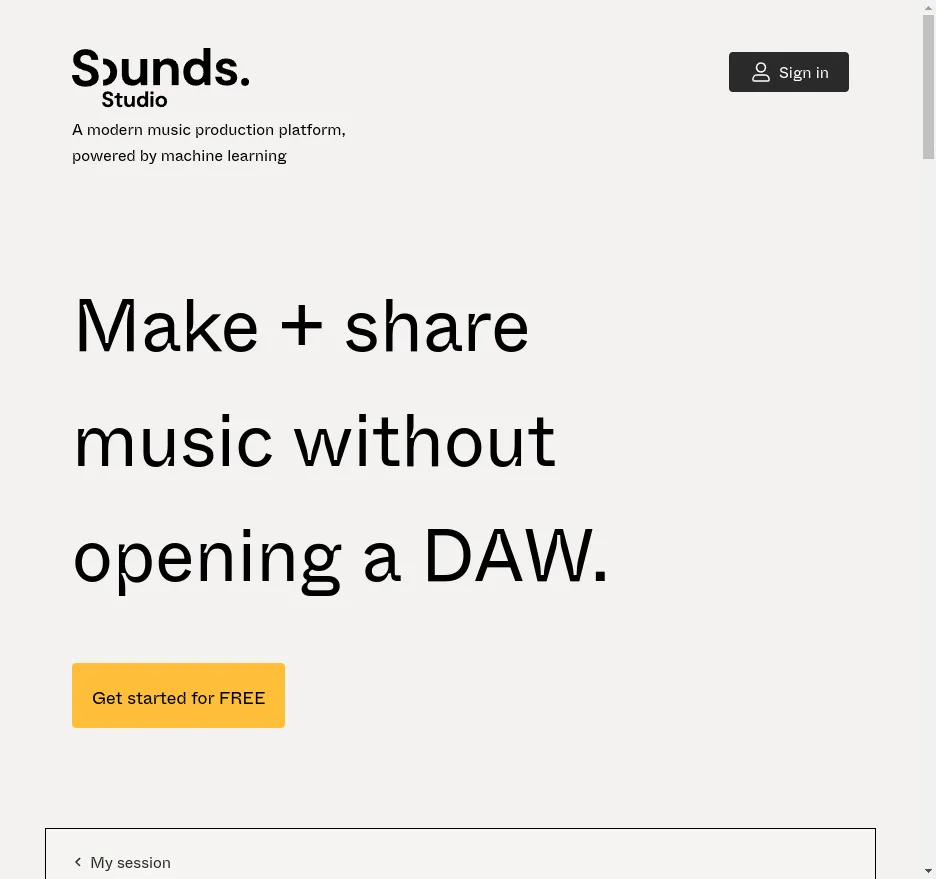 Sounds.
Studio
Sign in
A modern music production platform,
powered by machine learning
Make + share
music without
opening a DAW.
Get started for FREE
My session